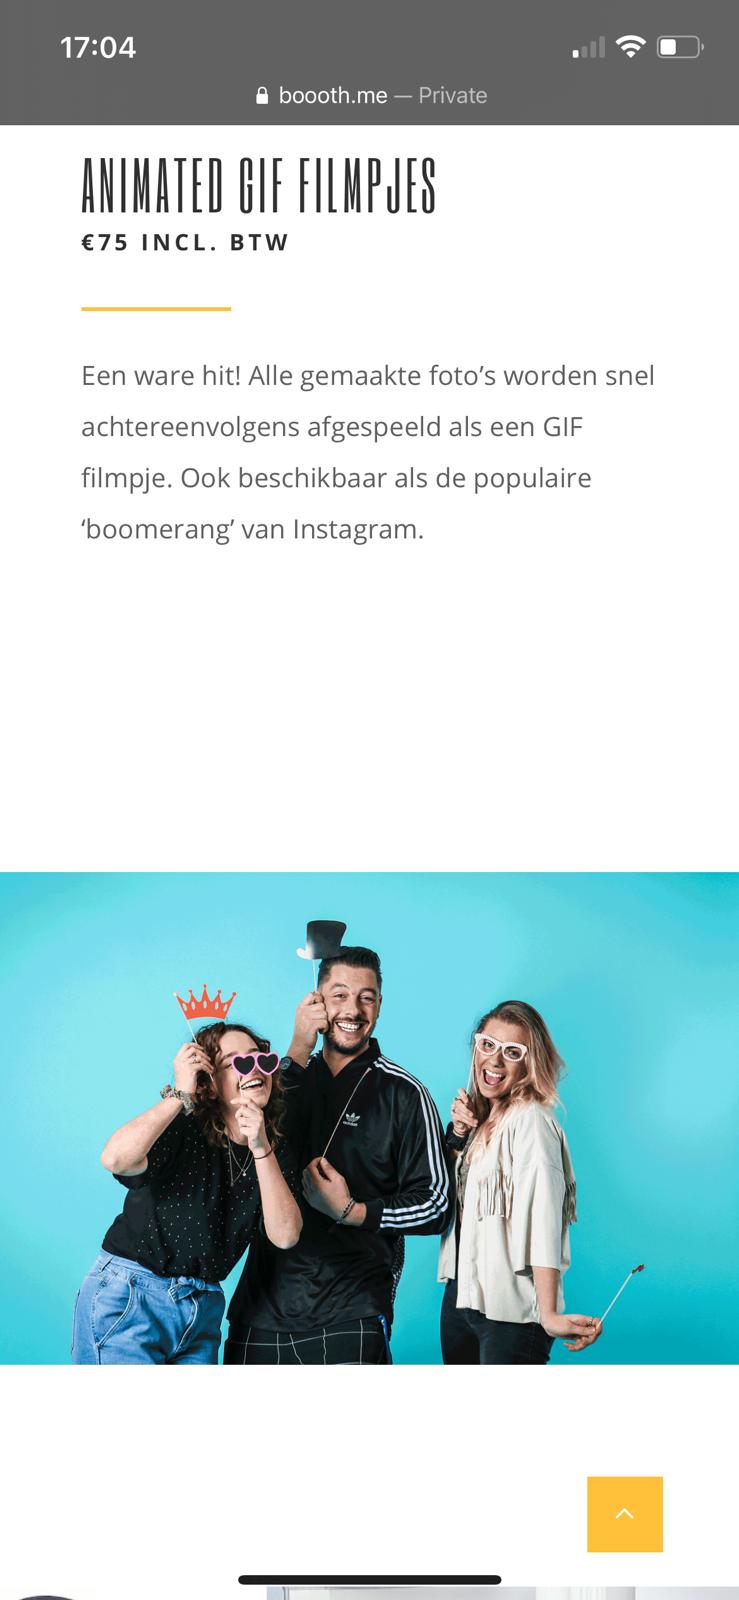 17:04
boooth.me — Private
ANIMATED GIF FILMPJES
€75 INCL. BTW
Een ware hit! Alle gemaakte foto’s worden snel
achtereenvolgens afgespeeld als een GIF
filmpje. Ook beschikbaar als de populaire
‘boomerang’ van Instagram.
adidas